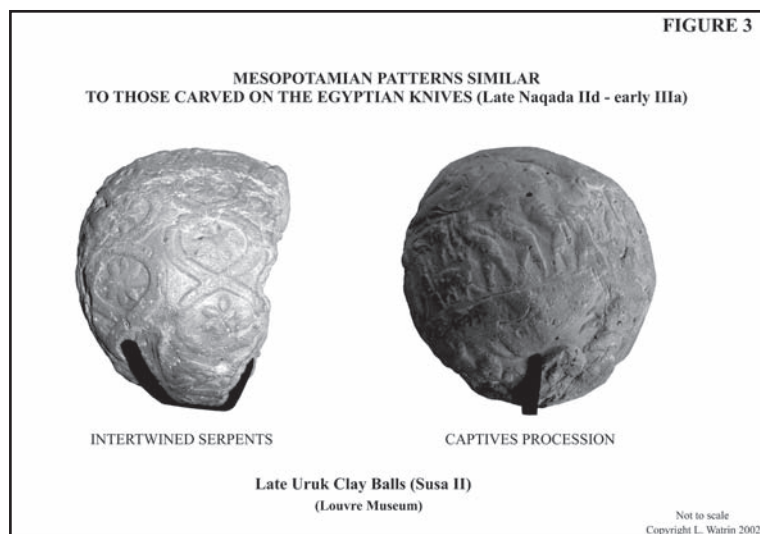 FIGURE 3
MESOPOTAMIAN PATTERNS SIMILAR
TO THOSE CARVED ON THE EGYPTIAN KNIVES (Late Naqada IId - early IIIa)
INTERTWINED SERPENTS
CAPTIVES PROCESSION
Late Uruk Clay Balls (Susa II)
(Louvre Museum)
Not to scale
Copyright L. Watrin 2002